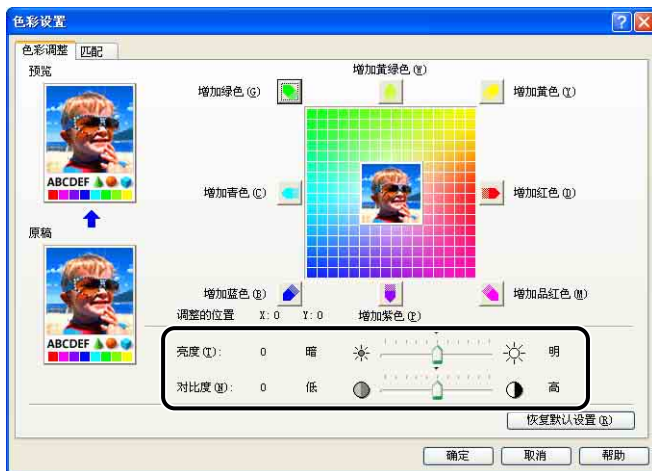 色彩设置
色彩调整 匹配
预览
增加黄绿色(W)
增加绿色(G)
增加黄色(Y)
ABCDEF
增加青色(C)
增加红色(D)
原稿
增加蓝色(B)
增加品红色(M)
调整的位置 X: 0 Y: 0 增加紫色(P)
ABCDEF
亮度(T): 0 暗 明
对比度(N): 0 低 高
恢复默认设置(R)
确定 取消 帮助